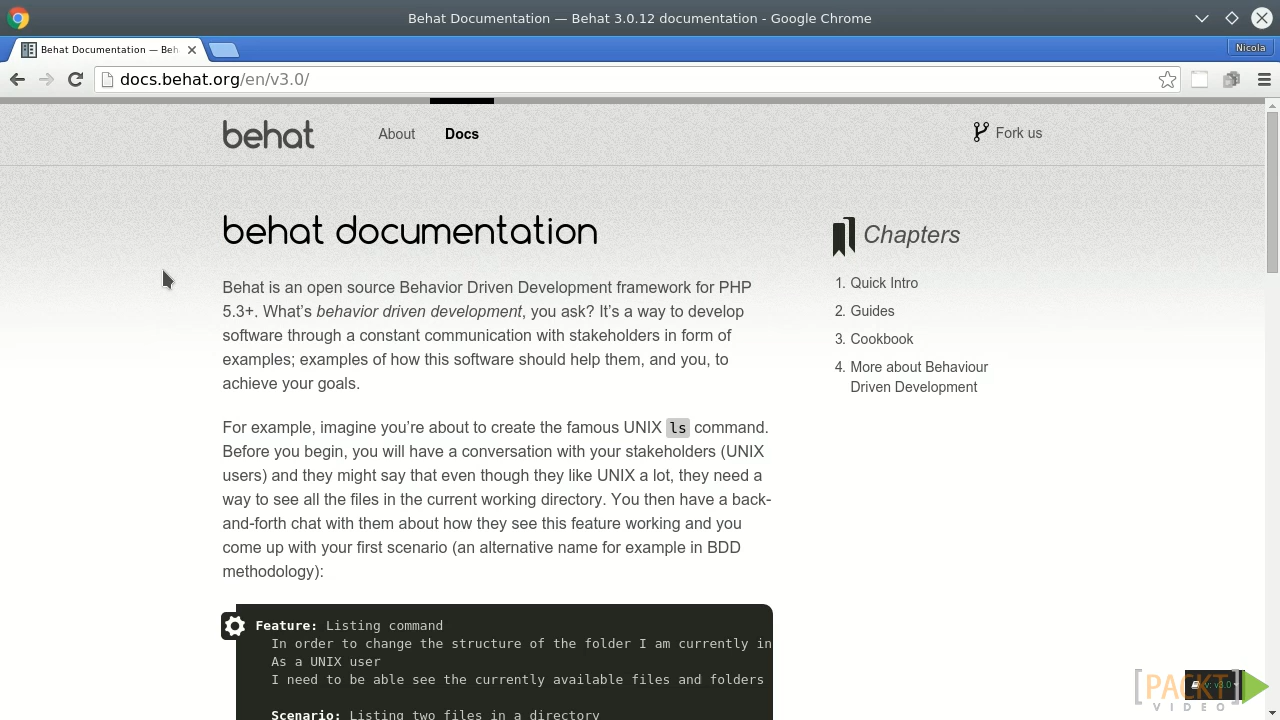 Behat Documentation — Behat 3.0.12 documentation - Google Chrome
Behat Documentation — Beh
Nicola
docs.behat.org/en/v3.0/
behat
About
Docs
Fork us
behat documentation
Chapters
Behat is an open source Behavior Driven Development framework for PHP
5.3+. What’s behavior driven development, you ask? It’s a way to develop
software through a constant communication with stakeholders in form of
examples; examples of how this software should help them, and you, to
achieve your goals.
1. Quick Intro
2. Guides
3. Cookbook
4. More about Behaviour
Driven Development
For example, imagine you’re about to create the famous UNIX ls command.
Before you begin, you will have a conversation with your stakeholders (UNIX
users) and they might say that even though they like UNIX a lot, they need a
way to see all the files in the current working directory. You then have a back-
and-forth chat with them about how they see this feature working and you
come up with your first scenario (an alternative name for example in BDD
methodology):
Feature: Listing command
In order to change the structure of the folder I am currently in
As a UNIX user
I need to be able see the currently available files and folders
Scenario: Listing two files in a directory
v: v3.0
[PACKT]
VIDEO